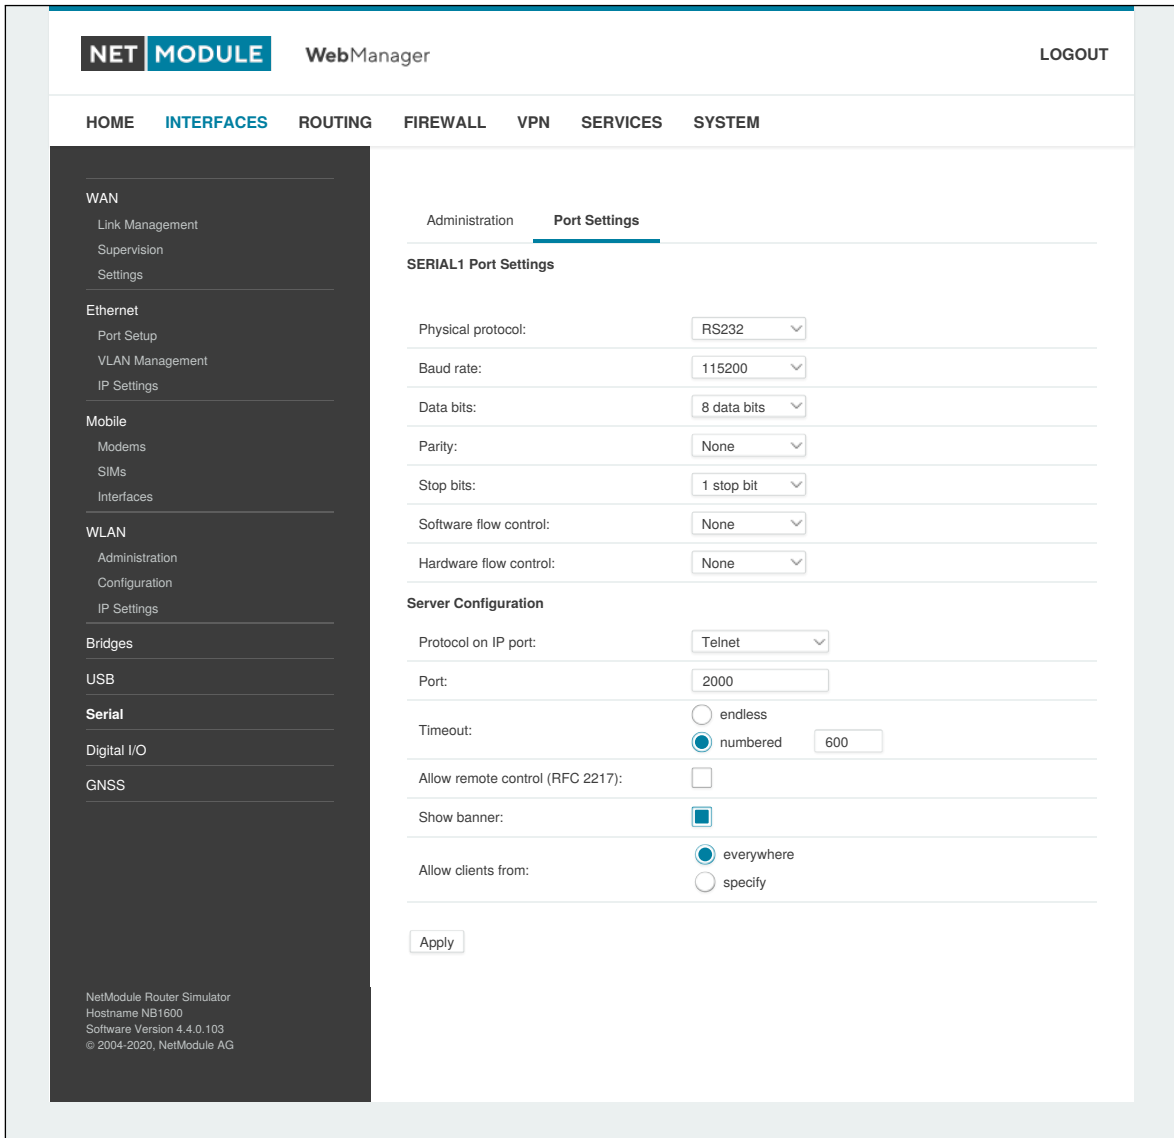 NET MODULE WebManager LOGOUT
HOME INTERFACES ROUTING FIREWALL VPN SERVICES SYSTEM
WAN
Link Management
Supervision
Settings
Ethernet
Port Setup
VLAN Management
IP Settings
Mobile
Modems
SIMs
Interfaces
WLAN
Administration
Configuration
IP Settings
Bridges
USB
Serial
Digital I/O
GNSS
NetModule Router Simulator
Hostname NB1600
Software Version 4.4.0.103
© 2004-2020, NetModule AG
Administration Port Settings
SERIAL1 Port Settings
Physical protocol: RS232
Baud rate: 115200
Data bits: 8 data bits
Parity: None
Stop bits: 1 stop bit
Software flow control: None
Hardware flow control: None
Server Configuration
Protocol on IP port: Telnet
Port: 2000
Timeout:
endless
numbered 600
Allow remote control (RFC 2217):
Show banner:
Allow clients from:
everywhere
specify
Apply